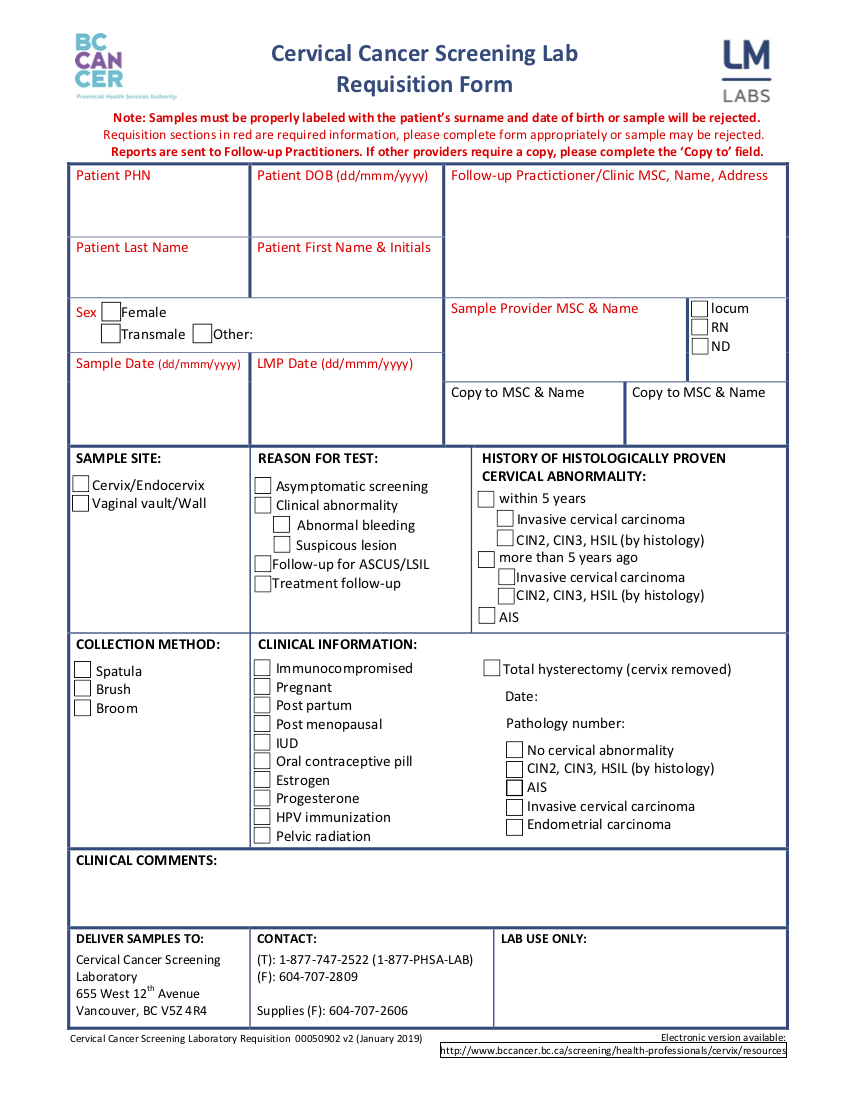 BC
CAN
CER
Provincial Health Services Authority
Cervical Cancer Screening Lab
Requisition Form
LM
LABS
Note: Samples must be properly labeled with the patient's surname and date of birth or sample will be rejected.
Requisition sections in red are required information, please complete form appropriately or sample may be rejected.
Reports are sent to Follow-up Practitioners. If other providers require a copy, please complete the 'Copy to' field.
Patient PHN
Patient DOB (dd/mmm/yyyy)
Follow-up Practictioner/Clinic MSC, Name, Address
Patient Last Name
Patient First Name & Initials
Sex Female
Transmale Other:
Sample Provider MSC & Name
locum
RN
ND
Sample Date (dd/mmm/yyyy)
LMP Date (dd/mmm/yyyy)
Copy to MSC & Name
Copy to MSC & Name
SAMPLE SITE:
Cervix/Endocervix
Vaginal vault/Wall
REASON FOR TEST:
Asymptomatic screening
Clinical abnormality
Abnormal bleeding
Suspicous lesion
Follow-up for ASCUS/LSIL
Treatment follow-up
HISTORY OF HISTOLOGICALLY PROVEN
CERVICAL ABNORMALITY:
within 5 years
Invasive cervical carcinoma
CIN2, CIN3, HSIL (by histology)
more than 5 years ago
Invasive cervical carcinoma
CIN2, CIN3, HSIL (by histology)
AIS
COLLECTION METHOD:
Spatula
Brush
Broom
CLINICAL INFORMATION:
Immunocompromised
Pregnant
Post partum
Post menopausal
IUD
Oral contraceptive pill
Estrogen
Progesterone
HPV immunization
Pelvic radiation
Total hysterectomy (cervix removed)
Date:
Pathology number:
No cervical abnormality
CIN2, CIN3, HSIL (by histology)
AIS
Invasive cervical carcinoma
Endometrial carcinoma
CLINICAL COMMENTS:
DELIVER SAMPLES TO:
Cervical Cancer Screening
Laboratory
655 West 12th Avenue
Vancouver, BC V5Z 4R4
CONTACT:
(T): 1-877-747-2522 (1-877-PHSA-LAB)
(F): 604-707-2809
Supplies (F): 604-707-2606
LAB USE ONLY:
Cervical Cancer Screening Laboratory Requisition 00050902 v2 (January 2019)
Electronic version available:
http://www.bccancer.bc.ca/screening/health-professionals/cervix/resources